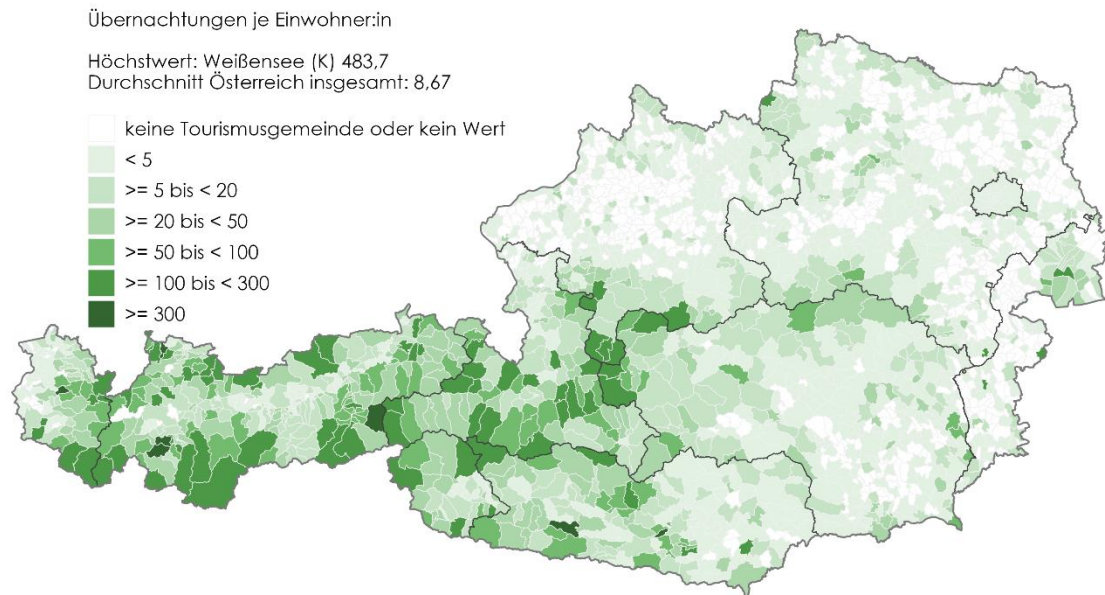 Übernachtungen je Einwohner:in
Höchstwert: Weißensee (K) 483,7
Durchschnitt Österreich insgesamt: 8,67
keine Tourismusgemeinde oder kein Wert
< 5
>= 5 bis < 20
>= 20 bis < 50
>= 50 bis < 100
>= 100 bis < 300
>= 300